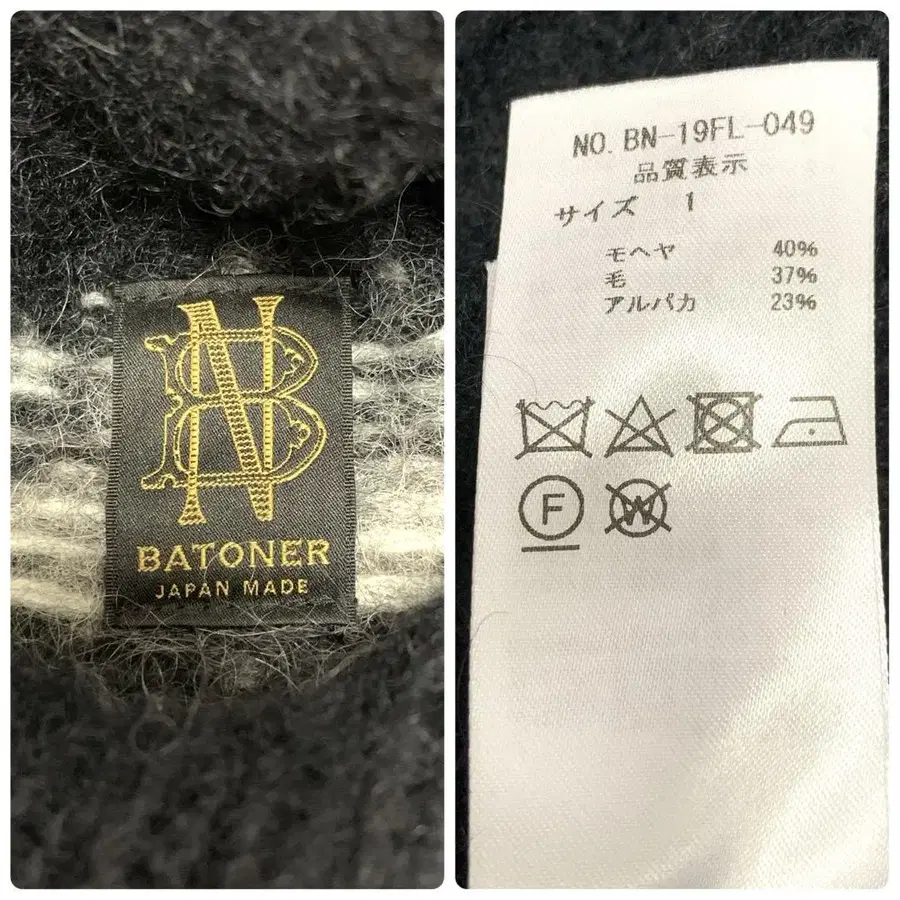 BN
BATONER
JAPAN MADE
NO. BN-19FL-049
品質表示
サイズ 1
モヘヤ 40%
毛 37%
アルパカ 23%
F
W